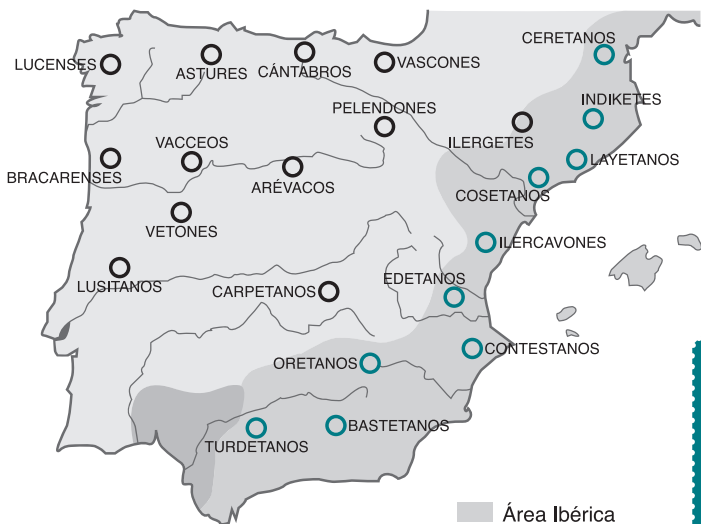 CERETANOS
LUCENSES
ASTURES
CÁNTABROS
VASCONES
INDIKETES
PELENDONES
ILERGETES
VACCEOS
LAYETANOS
BRACARENSES
ARÉVACOS
COSETANOS
VETONES
ILERCAVONES
LUSITANOS
CARPETANOS
EDETANOS
ORETANOS
CONTESTANOS
TURDETANOS
BASTETANOS
Área Ibérica